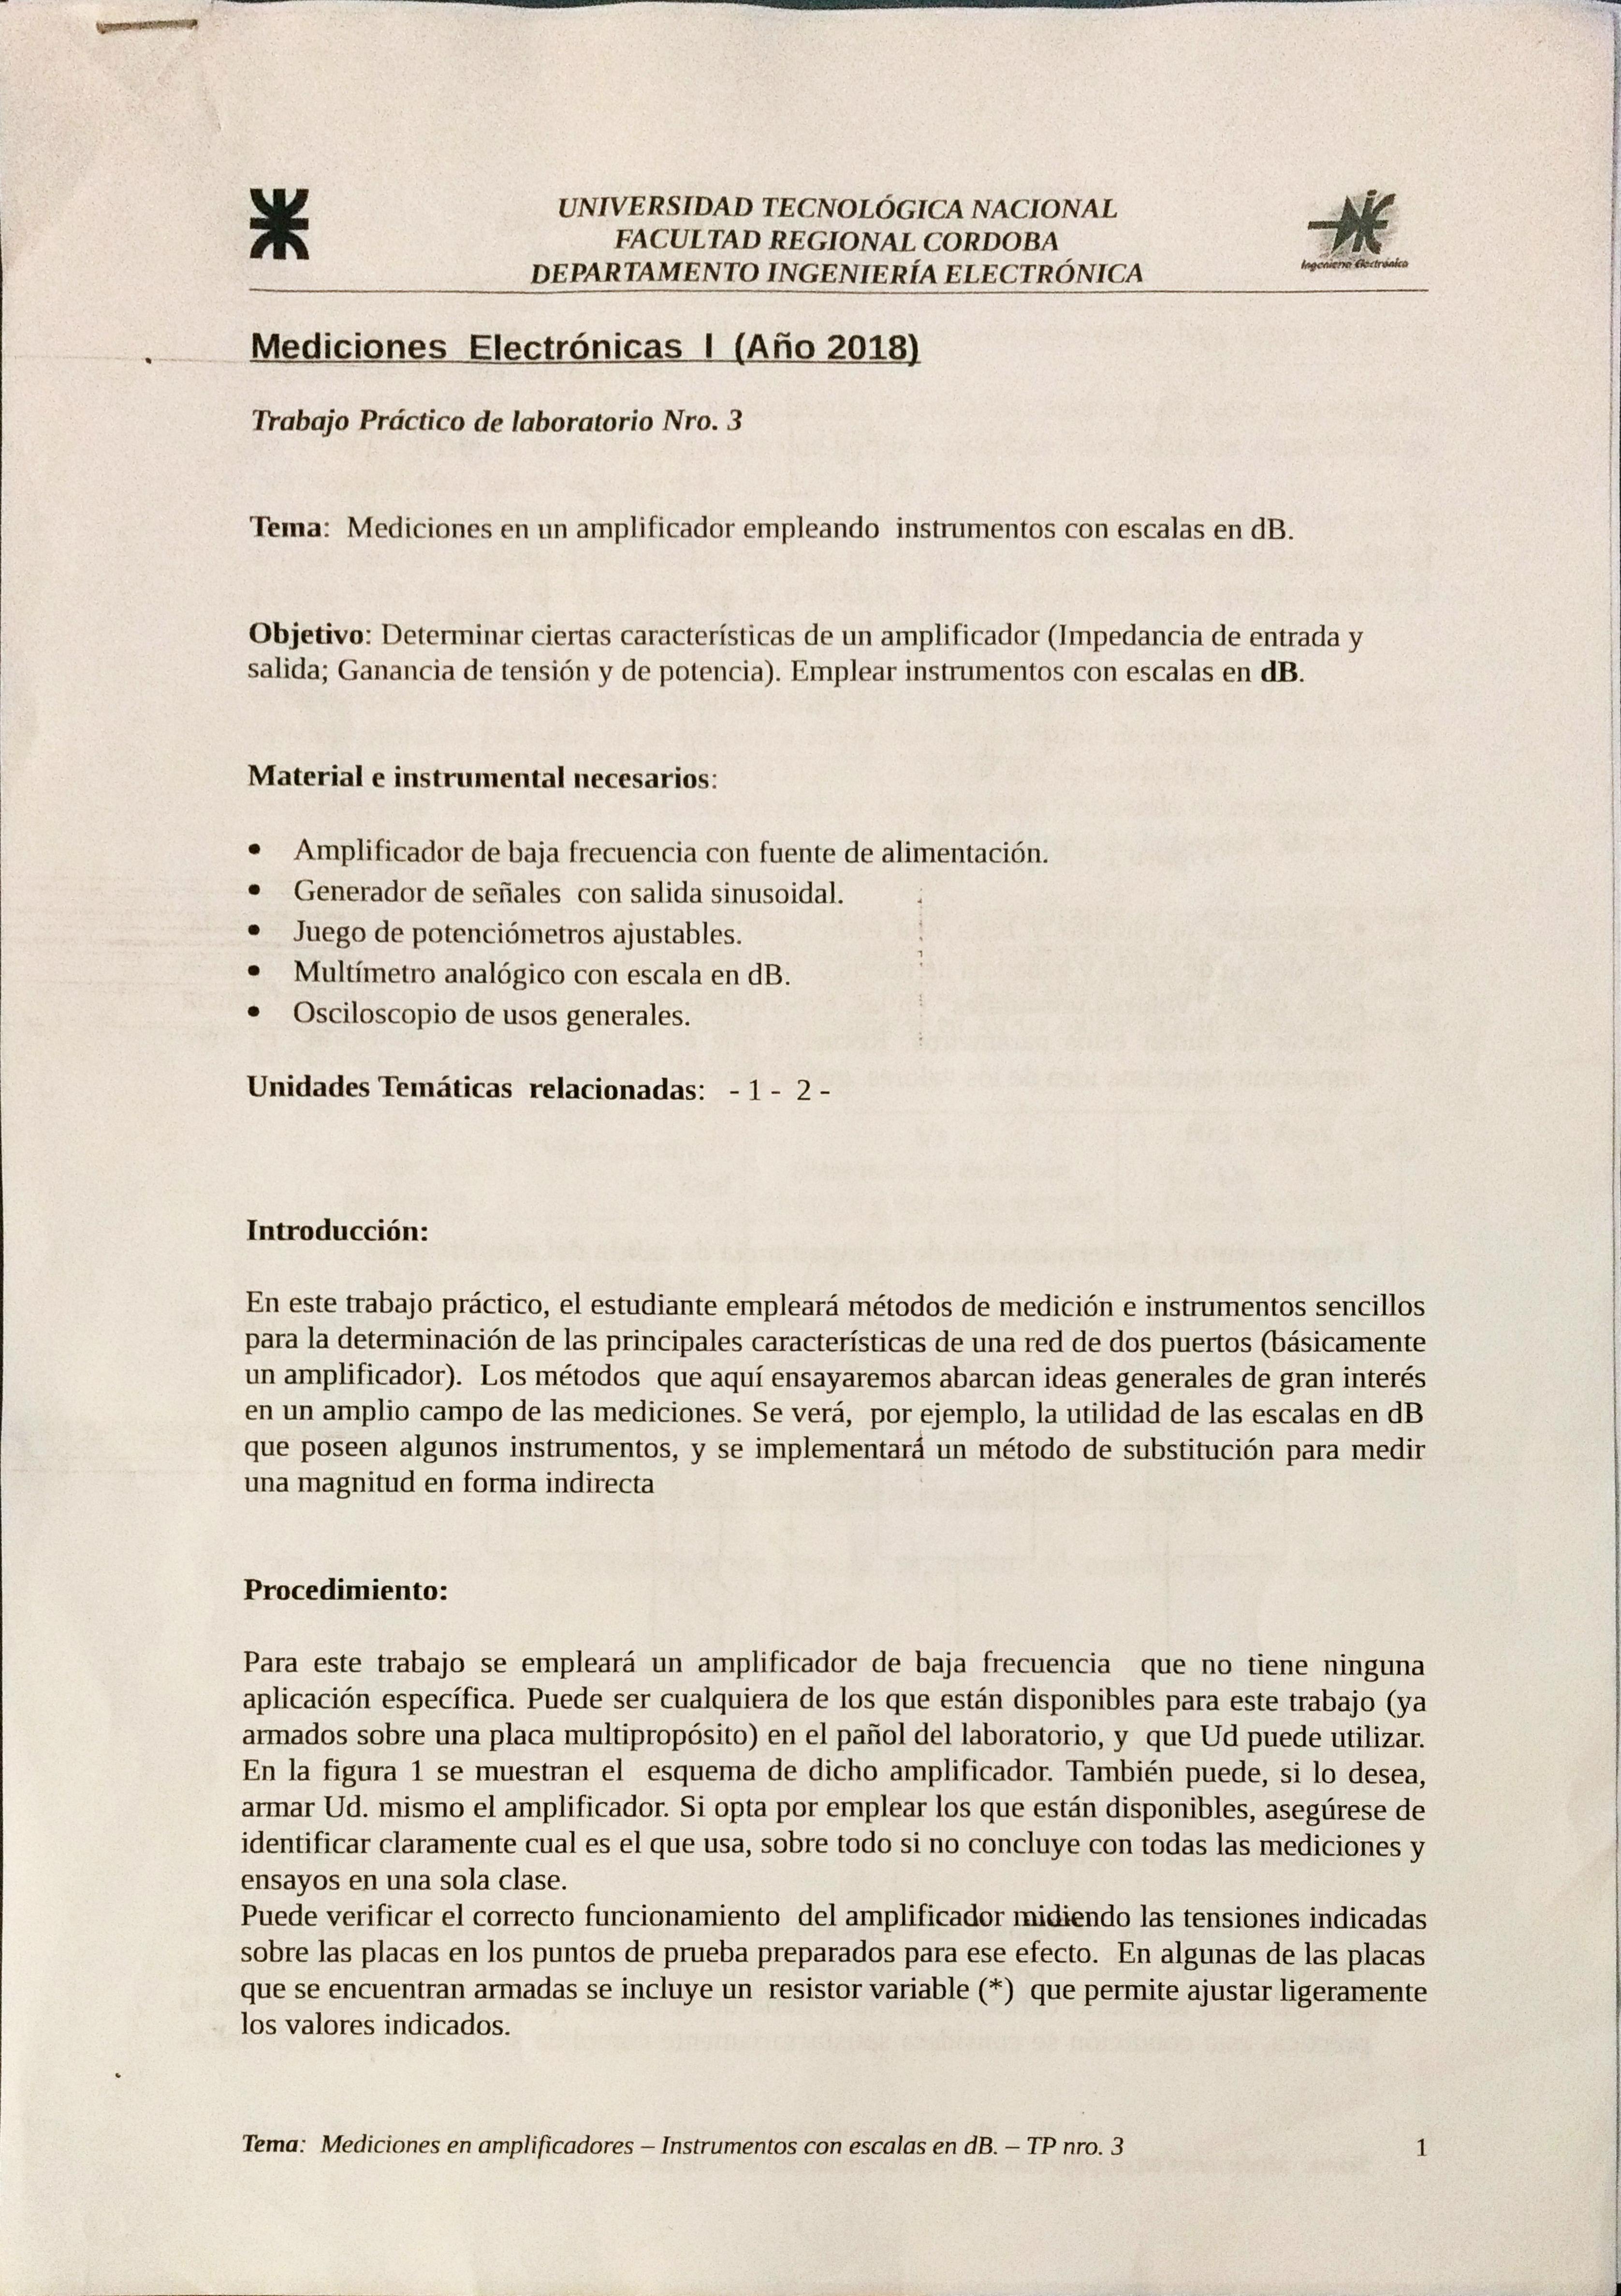 UNIVERSIDAD TECNOLÓGICA NACIONAL
FACULTAD REGIONAL CORDOBA
DEPARTAMENTO INGENIERÍA ELECTRÓNICA
Ingeniería Electrónica
Mediciones Electrónicas I (Año 2018)
Trabajo Práctico de laboratorio Nro. 3
Tema: Mediciones en un amplificador empleando instrumentos con escalas en dB.
Objetivo: Determinar ciertas características de un amplificador (Impedancia de entrada y
salida; Ganancia de tensión y de potencia). Emplear instrumentos con escalas en dB.
Material e instrumental necesarios:
• Amplificador de baja frecuencia con fuente de alimentación.
• Generador de señales con salida sinusoidal.
• Juego de potenciómetros ajustables.
• Multímetro analógico con escala en dB.
• Osciloscopio de usos generales.
Unidades Temáticas relacionadas: - 1 - 2 -
Introducción:
En este trabajo práctico, el estudiante empleará métodos de medición e instrumentos sencillos
para la determinación de las principales características de una red de dos puertos (básicamente
un amplificador). Los métodos que aquí ensayaremos abarcan ideas generales de gran interés
en un amplio campo de las mediciones. Se verá, por ejemplo, la utilidad de las escalas en dB
que poseen algunos instrumentos, y se implementará un método de substitución para medir
una magnitud en forma indirecta
Procedimiento:
Para este trabajo se empleará un amplificador de baja frecuencia que no tiene ninguna
aplicación específica. Puede ser cualquiera de los que están disponibles para este trabajo (ya
armados sobre una placa multipropósito) en el pañol del laboratorio, y que Ud puede utilizar.
En la figura 1 se muestran el esquema de dicho amplificador. También puede, si lo desea,
armar Ud. mismo el amplificador. Si opta por emplear los que están disponibles, asegúrese de
identificar claramente cual es el que usa, sobre todo si no concluye con todas las mediciones y
ensayos en una sola clase.
Puede verificar el correcto funcionamiento del amplificador midiendo las tensiones indicadas
sobre las placas en los puntos de prueba preparados para ese efecto. En algunas de las placas
que se encuentran armadas se incluye un resistor variable (*) que permite ajustar ligeramente
los valores indicados.
Tema: Mediciones en amplificadores – Instrumentos con escalas en dB. – TP nro. 3 1